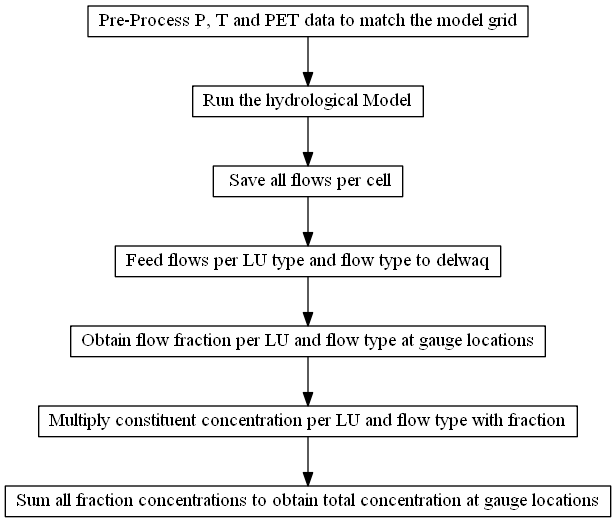 Pre-Process P, T and PET data to match the model grid
Run the hydrological Model
Save all flows per cell
Feed flows per LU type and flow type to delwaq
Obtain flow fraction per LU and flow type at gauge locations
Multiply constituent concentration per LU and flow type with fraction
Sum all fraction concentrations to obtain total concentration at gauge locations